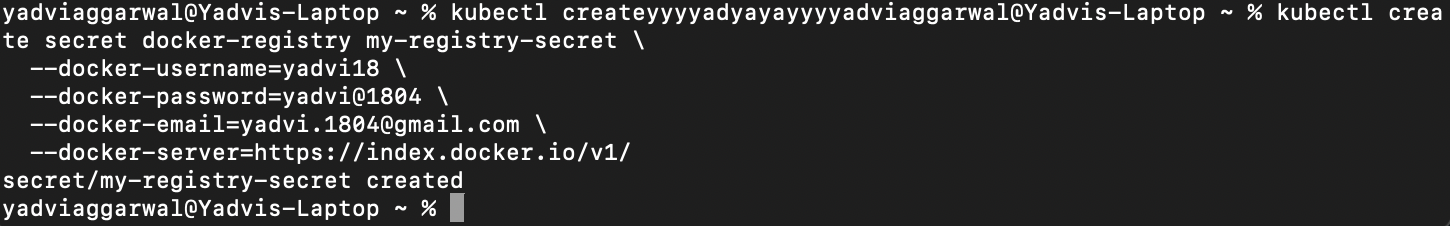 yadviaggarwal@Yadvis-Laptop ~ % kubectl createyyyyadyayayyyyadviaggarwal@Yadvis-Laptop ~ % kubectl crea
te secret docker-registry my-registry-secret \
  --docker-username=yadvi18 \
  --docker-password=yadvi@1804 \
  --docker-email=yadvi.1804@gmail.com \
  --docker-server=https://index.docker.io/v1/
secret/my-registry-secret created
yadviaggarwal@Yadvis-Laptop ~ %